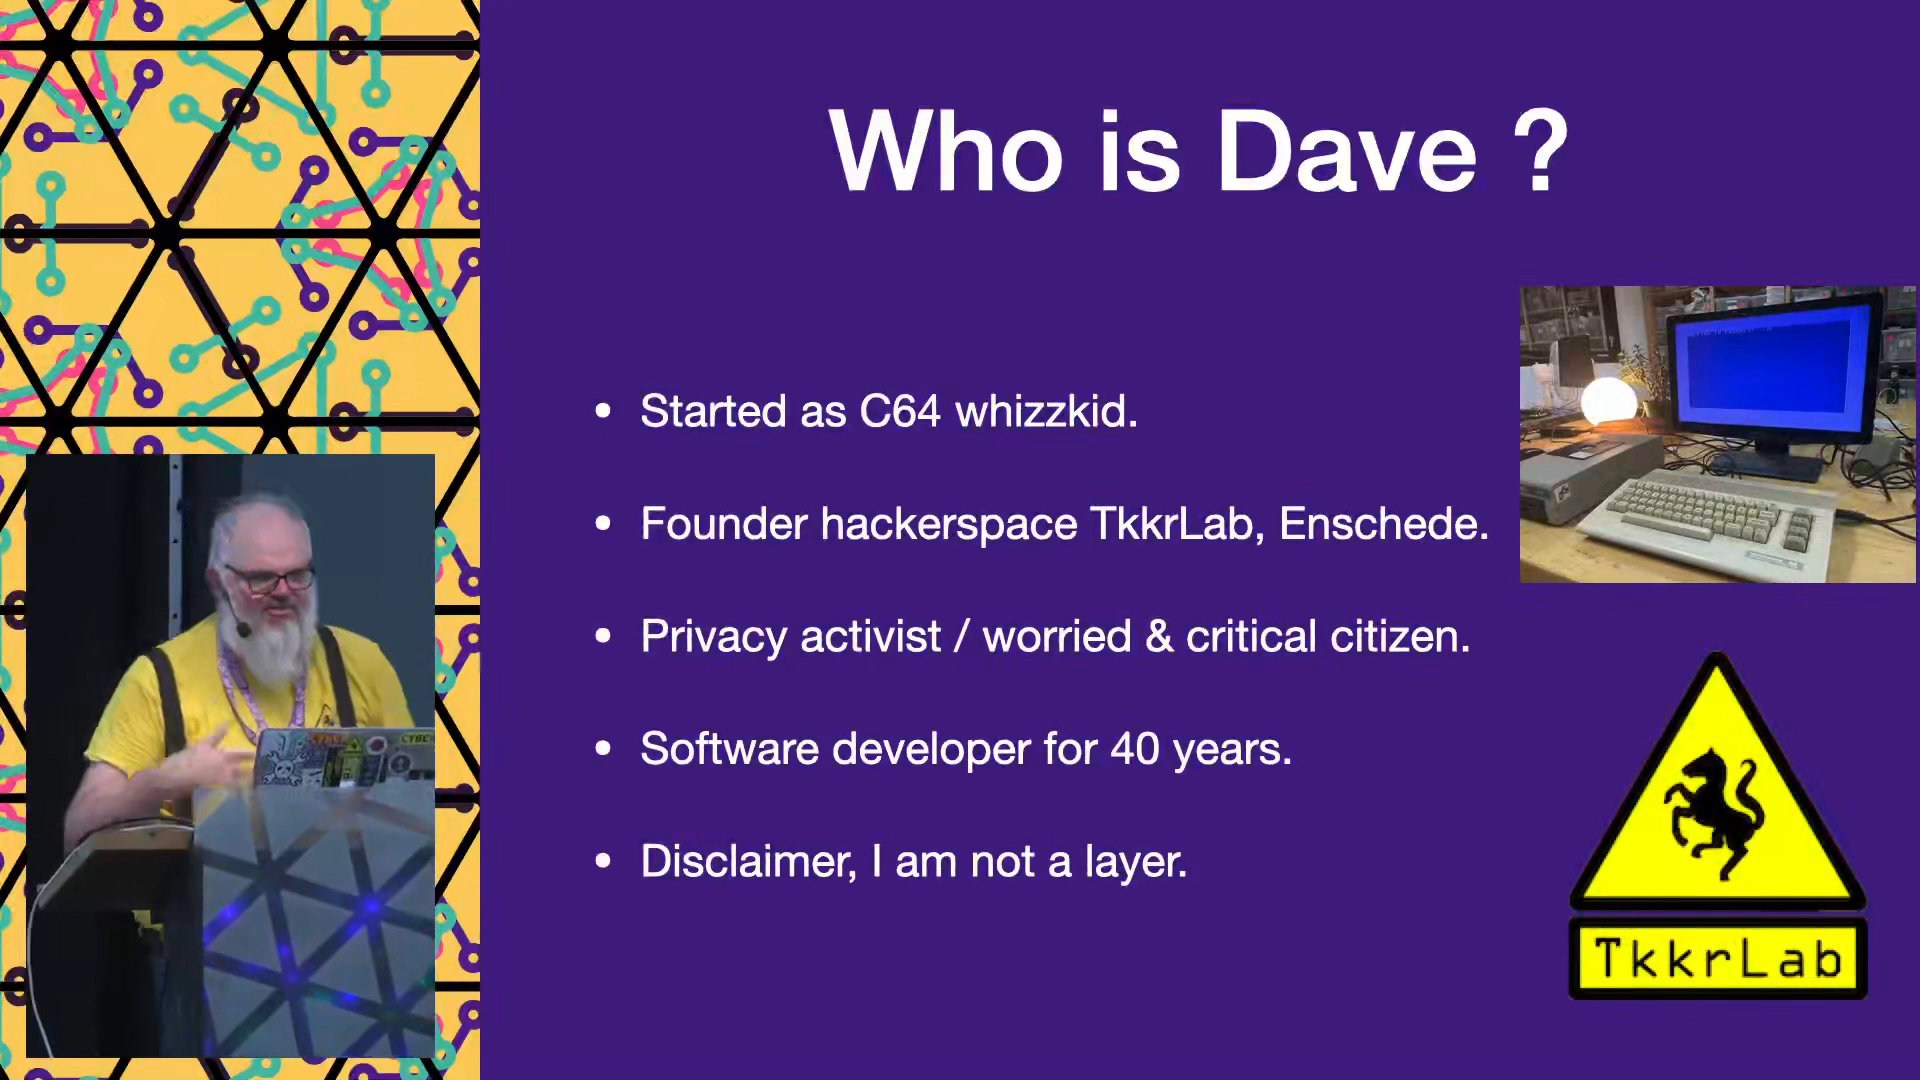 Who is Dave ?
• Started as C64 whizzkid.
• Founder hackerspace TkkrLab, Enschede.
• Privacy activist / worried & critical citizen.
• Software developer for 40 years.
• Disclaimer, I am not a layer.
TkkrLab